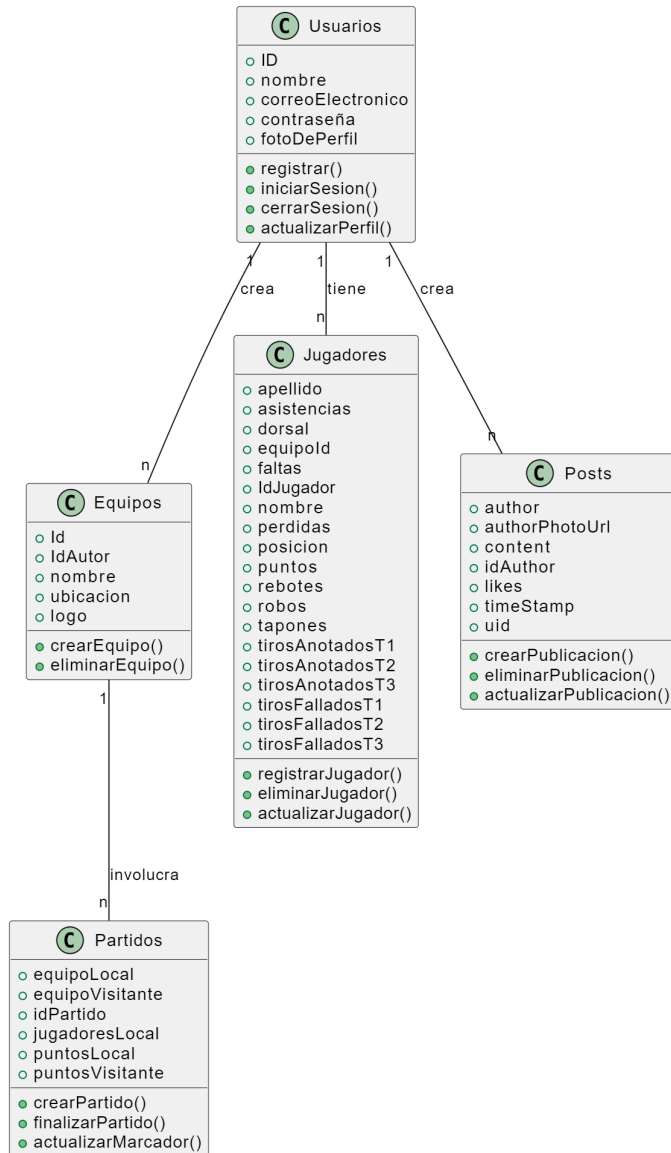 C Usuarios
ID
nombre
correoElectronico
contraseña
fotoDePerfil
registrar()
iniciarSesion()
cerrarSesion()
actualizarPerfil()
1
1
1
crea
tiene
crea
n
C Jugadores
apellido
asistencias
dorsal
equipoId
faltas
IdJugador
nombre
perdidas
posicion
puntos
rebotes
robos
tapones
tirosAnotadosT1
tirosAnotadosT2
tirosAnotadosT3
tirosFalladosT1
tirosFalladosT2
tirosFalladosT3
registrarJugador()
eliminarJugador()
actualizarJugador()
n
C Posts
author
authorPhotoUrl
content
idAuthor
likes
timeStamp
uid
crearPublicacion()
eliminarPublicacion()
actualizarPublicacion()
n
C Equipos
Id
IdAutor
nombre
ubicacion
logo
crearEquipo()
eliminarEquipo()
1
involucra
n
C Partidos
equipoLocal
equipoVisitante
idPartido
jugadoresLocal
puntosLocal
puntosVisitante
crearPartido()
finalizarPartido()
actualizarMarcador()